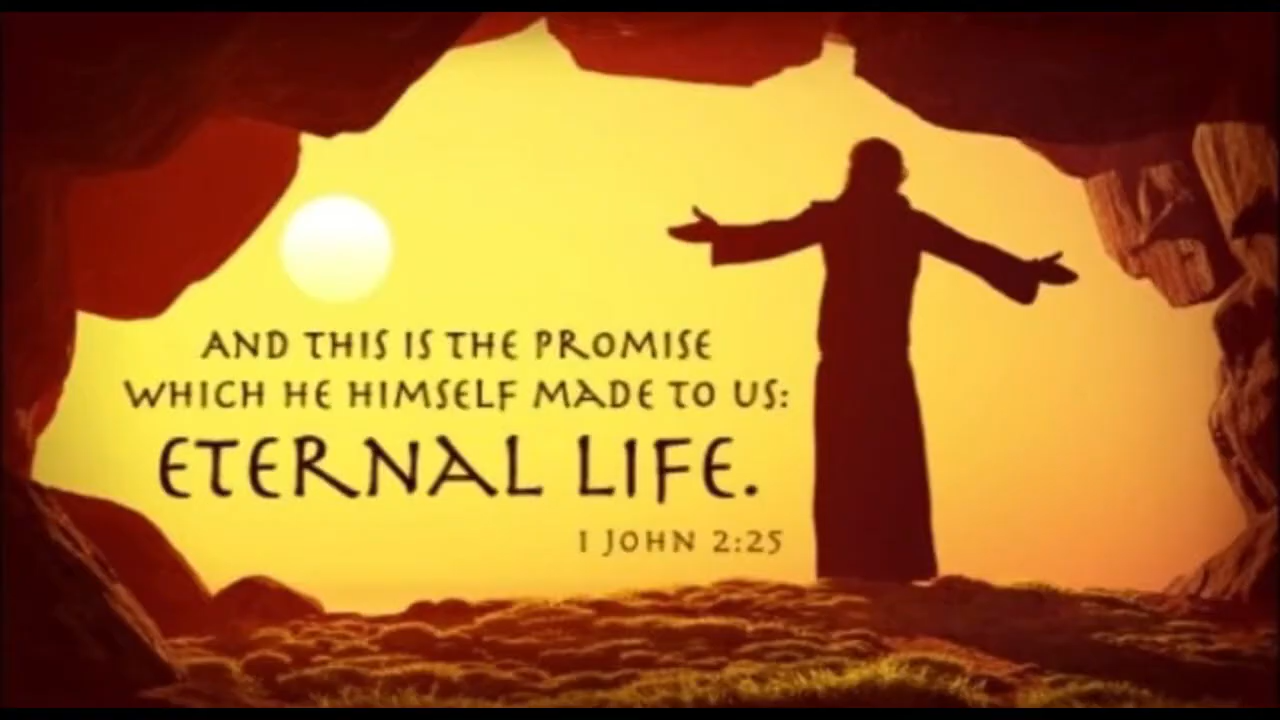 AND THIS IS THE PROMISE
WHICH HE HIMSELF MADE TO US:
ETERNAL LIFE.
1 JOHN 2:25